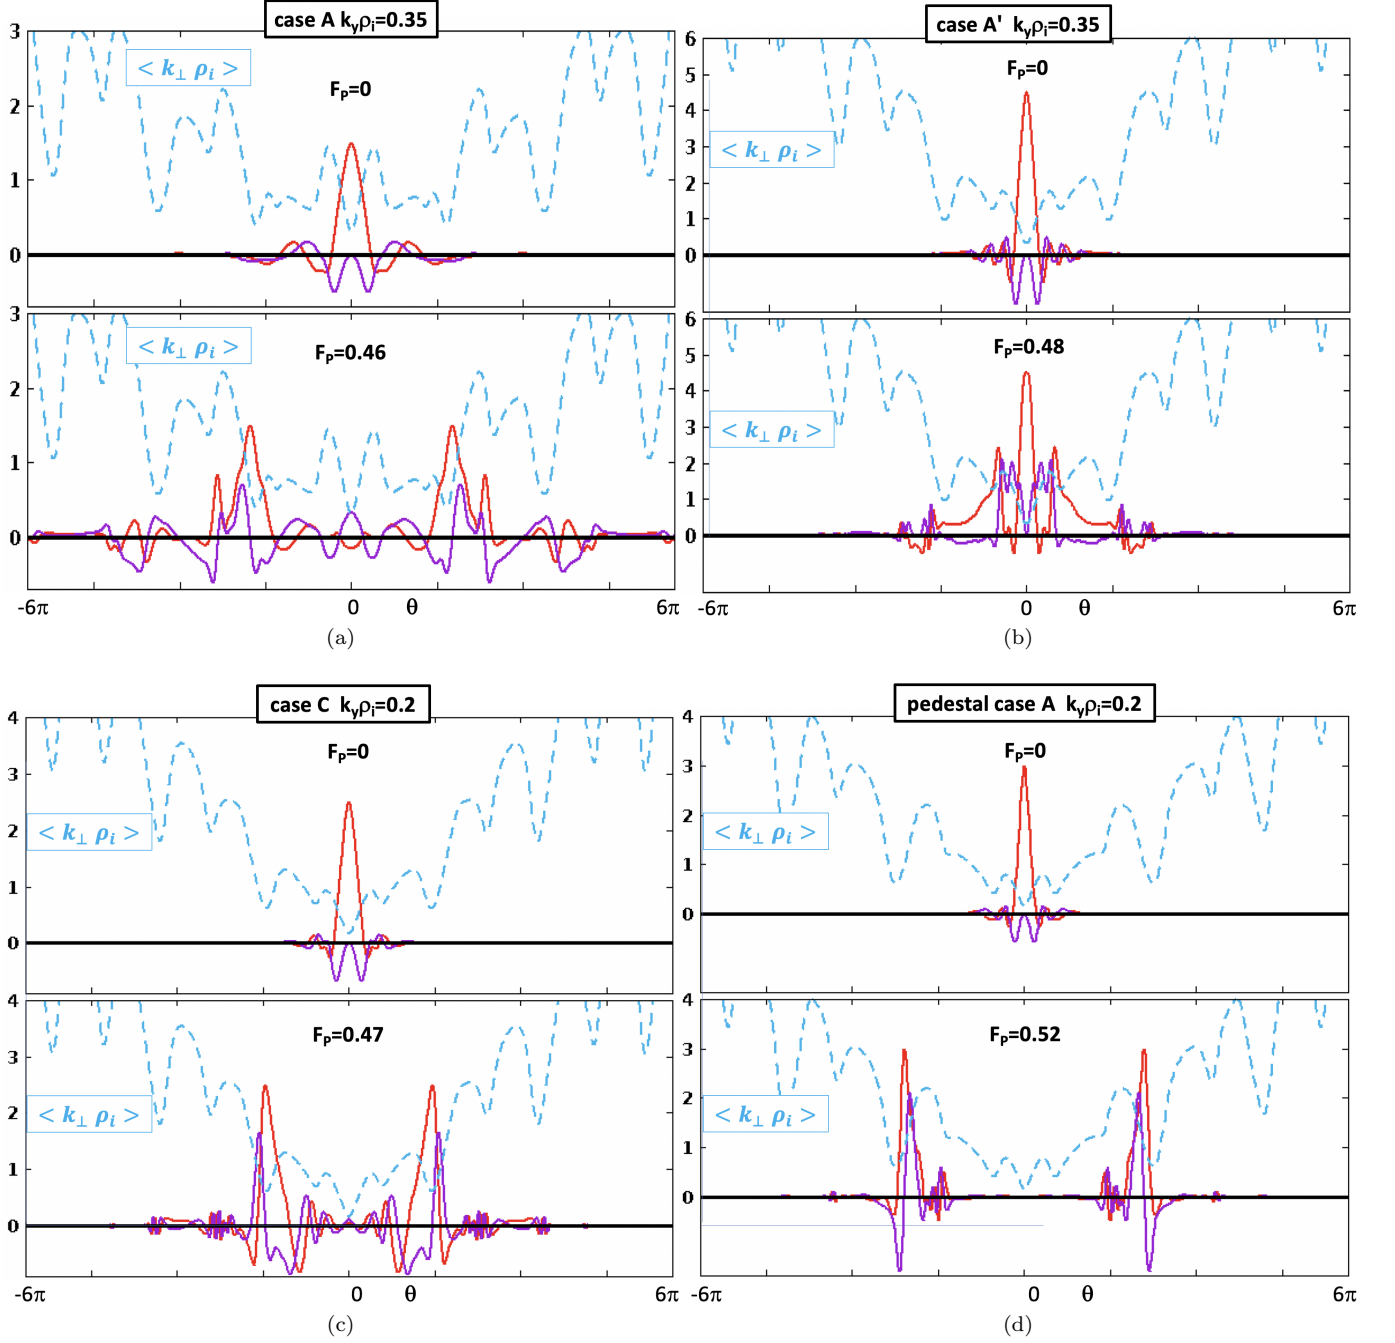 case A kyρi=0.35
3
< k⊥ ρi >
FP=0
2
1
0
3
< k⊥ ρi >
FP=0.46
2
1
0
-6π 0 θ 6π
(a)
case A' kyρi=0.35
6
FP=0
5
4
< k⊥ ρi >
3
2
1
0
6
FP=0.48
5
4
< k⊥ ρi >
3
2
1
0
-6π 0 θ 6π
(b)
case C kyρi=0.2
4
FP=0
3
< k⊥ ρi >
2
1
0
4
FP=0.47
3
< k⊥ ρi >
2
1
0
-6π 0 θ 6π
(c)
pedestal case A kyρi=0.2
4
FP=0
3
< k⊥ ρi >
2
1
0
4
FP=0.52
3
< k⊥ ρi >
2
1
0
-6π 0 θ 6π
(d)